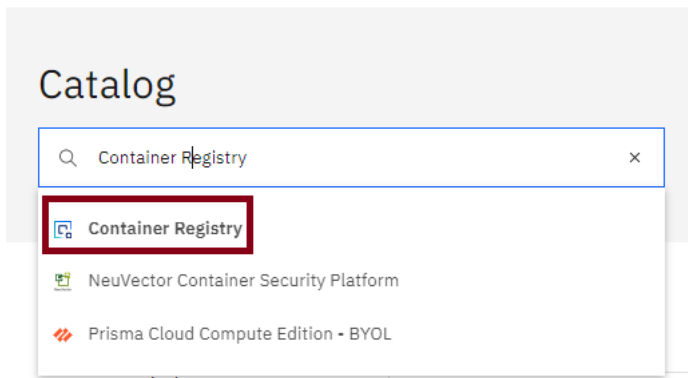 Catalog
Container Registry
Container Registry
NeuVector Container Security Platform
Prisma Cloud Compute Edition - BYOL